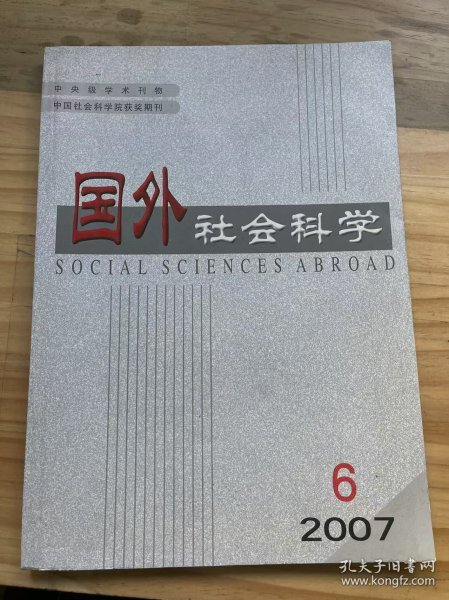 中央级学术刊物
中国社会科学院获奖期刊
国外社会科学
SOCIAL SCIENCES ABROAD
6
2007
孔夫子旧书网
www.kongfz.com